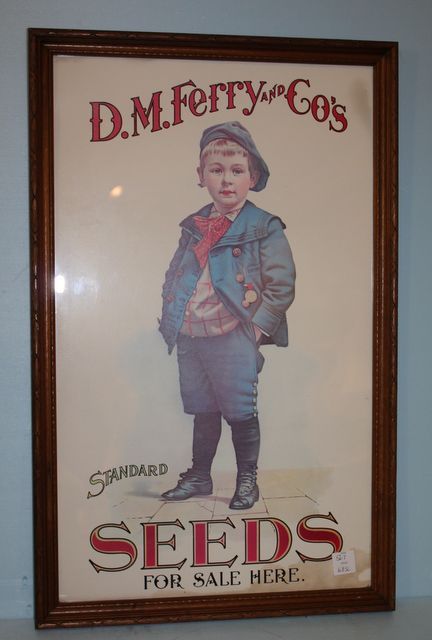 D.M. Ferry AND Co's
STANDARD
SEEDS
FOR SALE HERE.